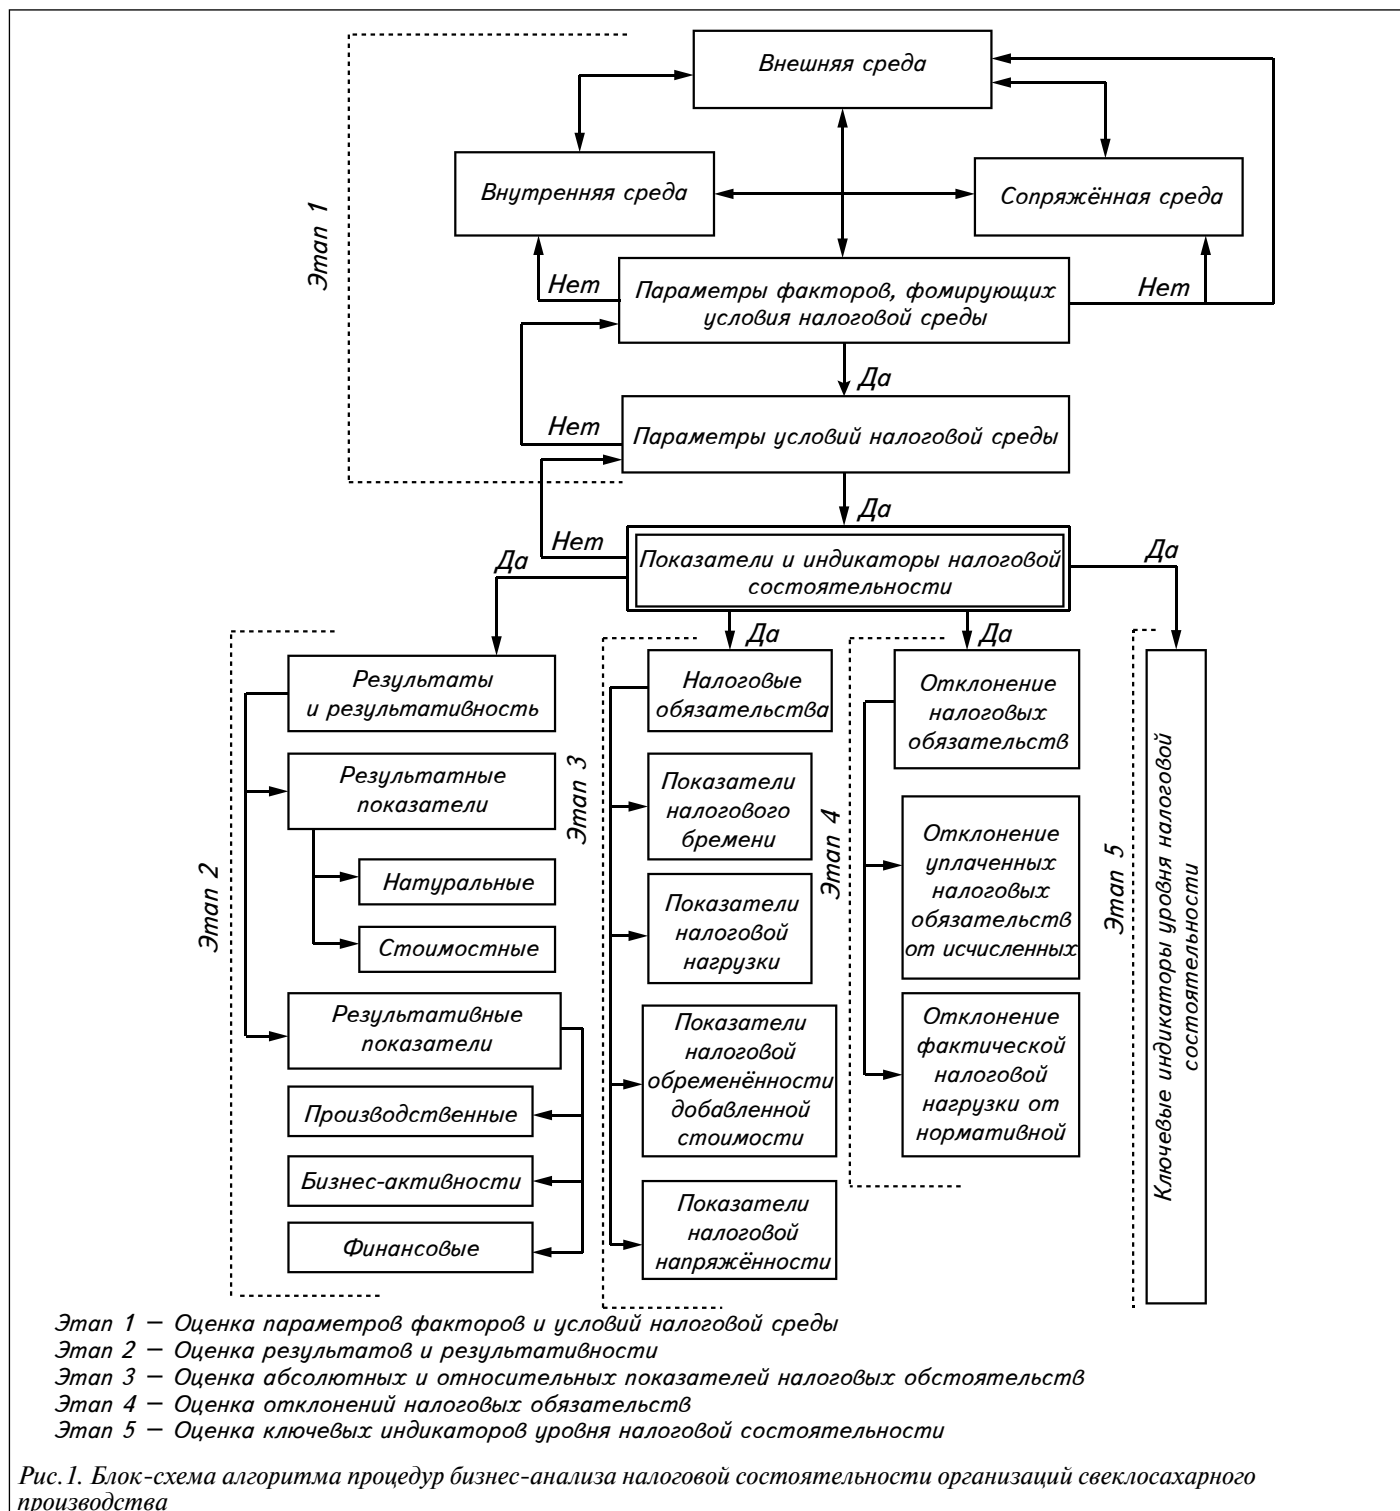 Внешняя среда
Внутренняя среда
Сопряжённая среда
Этап 1
Нет
Параметры факторов, фомирующих
условия налоговой среды
Нет
Да
Нет
Параметры условий налоговой среды
Да
Нет
Да
Показатели и индикаторы налоговой
состоятельности
Да
Да
Да
Этап 2
Результаты
и результативность
Результатные
показатели
Натуральные
Стоимостные
Результативные
показатели
Производственные
Бизнес-активности
Финансовые
Этап 3
Налоговые
обязательства
Показатели
налогового
бремени
Показатели
налоговой
нагрузки
Показатели
налоговой
обременённости
добавленной
стоимости
Показатели
налоговой
напряжённости
Этап 4
Отклонение
налоговых
обязательств
Отклонение
уплаченных
налоговых
обязательств
от исчисленных
Отклонение
фактической
налоговой
нагрузки от
нормативной
Этап 5
Ключевые индикаторы уровня налоговой
состоятельности
Этап 1 – Оценка параметров факторов и условий налоговой среды
Этап 2 – Оценка результатов и результативности
Этап 3 – Оценка абсолютных и относительных показателей налоговых обстоятельств
Этап 4 – Оценка отклонений налоговых обязательств
Этап 5 – Оценка ключевых индикаторов уровня налоговой состоятельности
Рис.1. Блок-схема алгоритма процедур бизнес-анализа налоговой состоятельности организаций свеклосахарного
производства